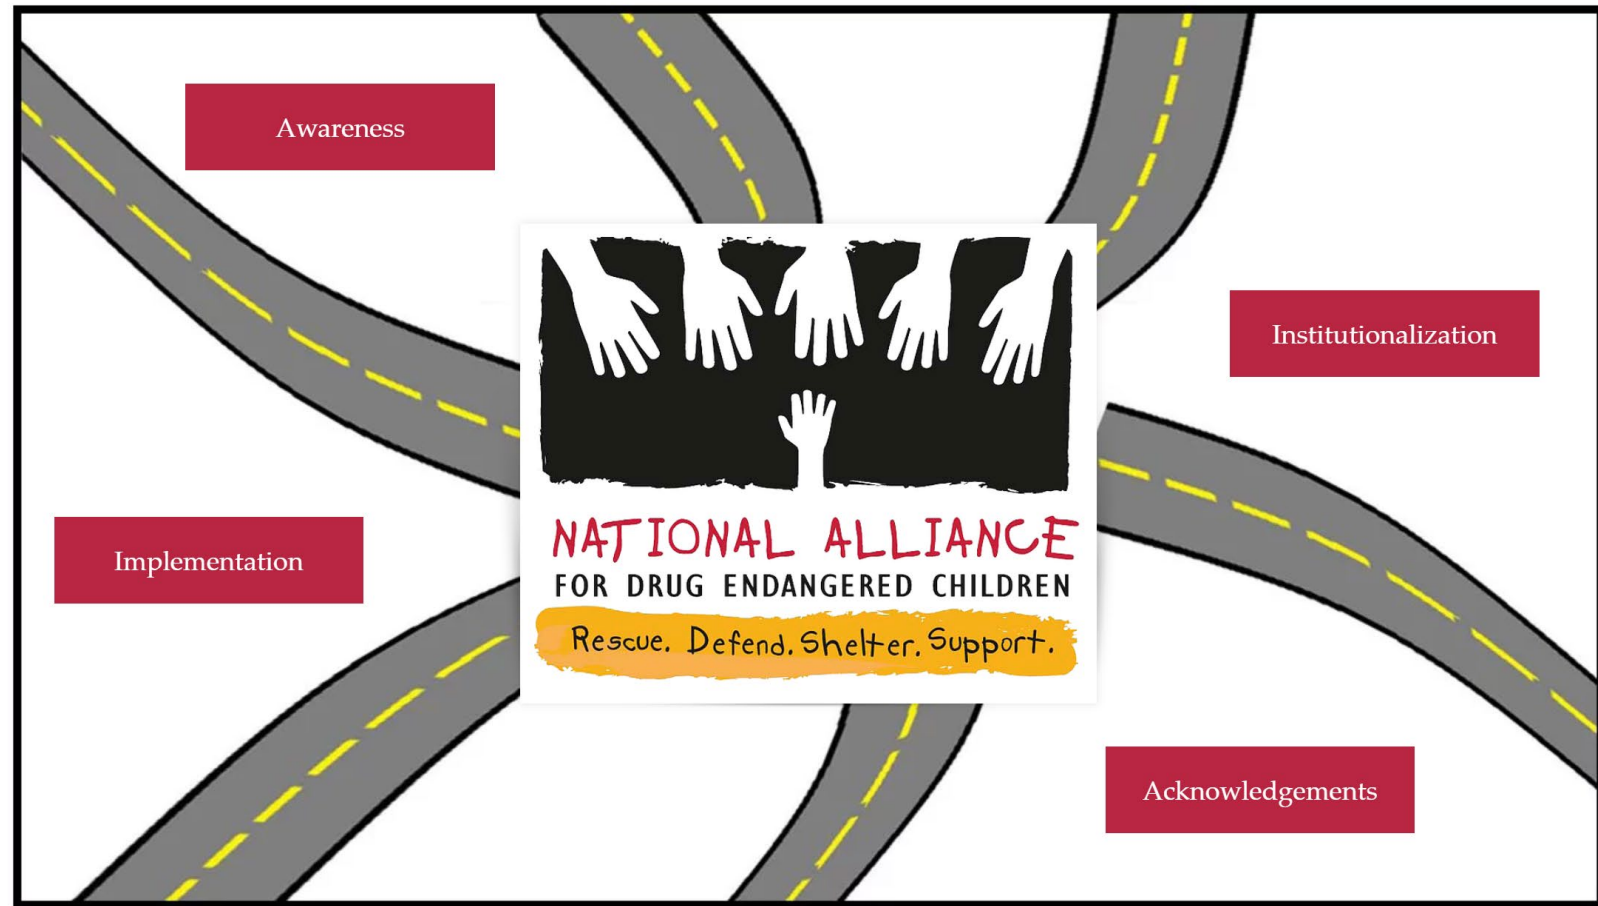 Awareness
Institutionalization
NATIONAL ALLIANCE
FOR DRUG ENDANGERED CHILDREN
Rescue. Defend. Shelter. Support.
Implementation
Acknowledgements